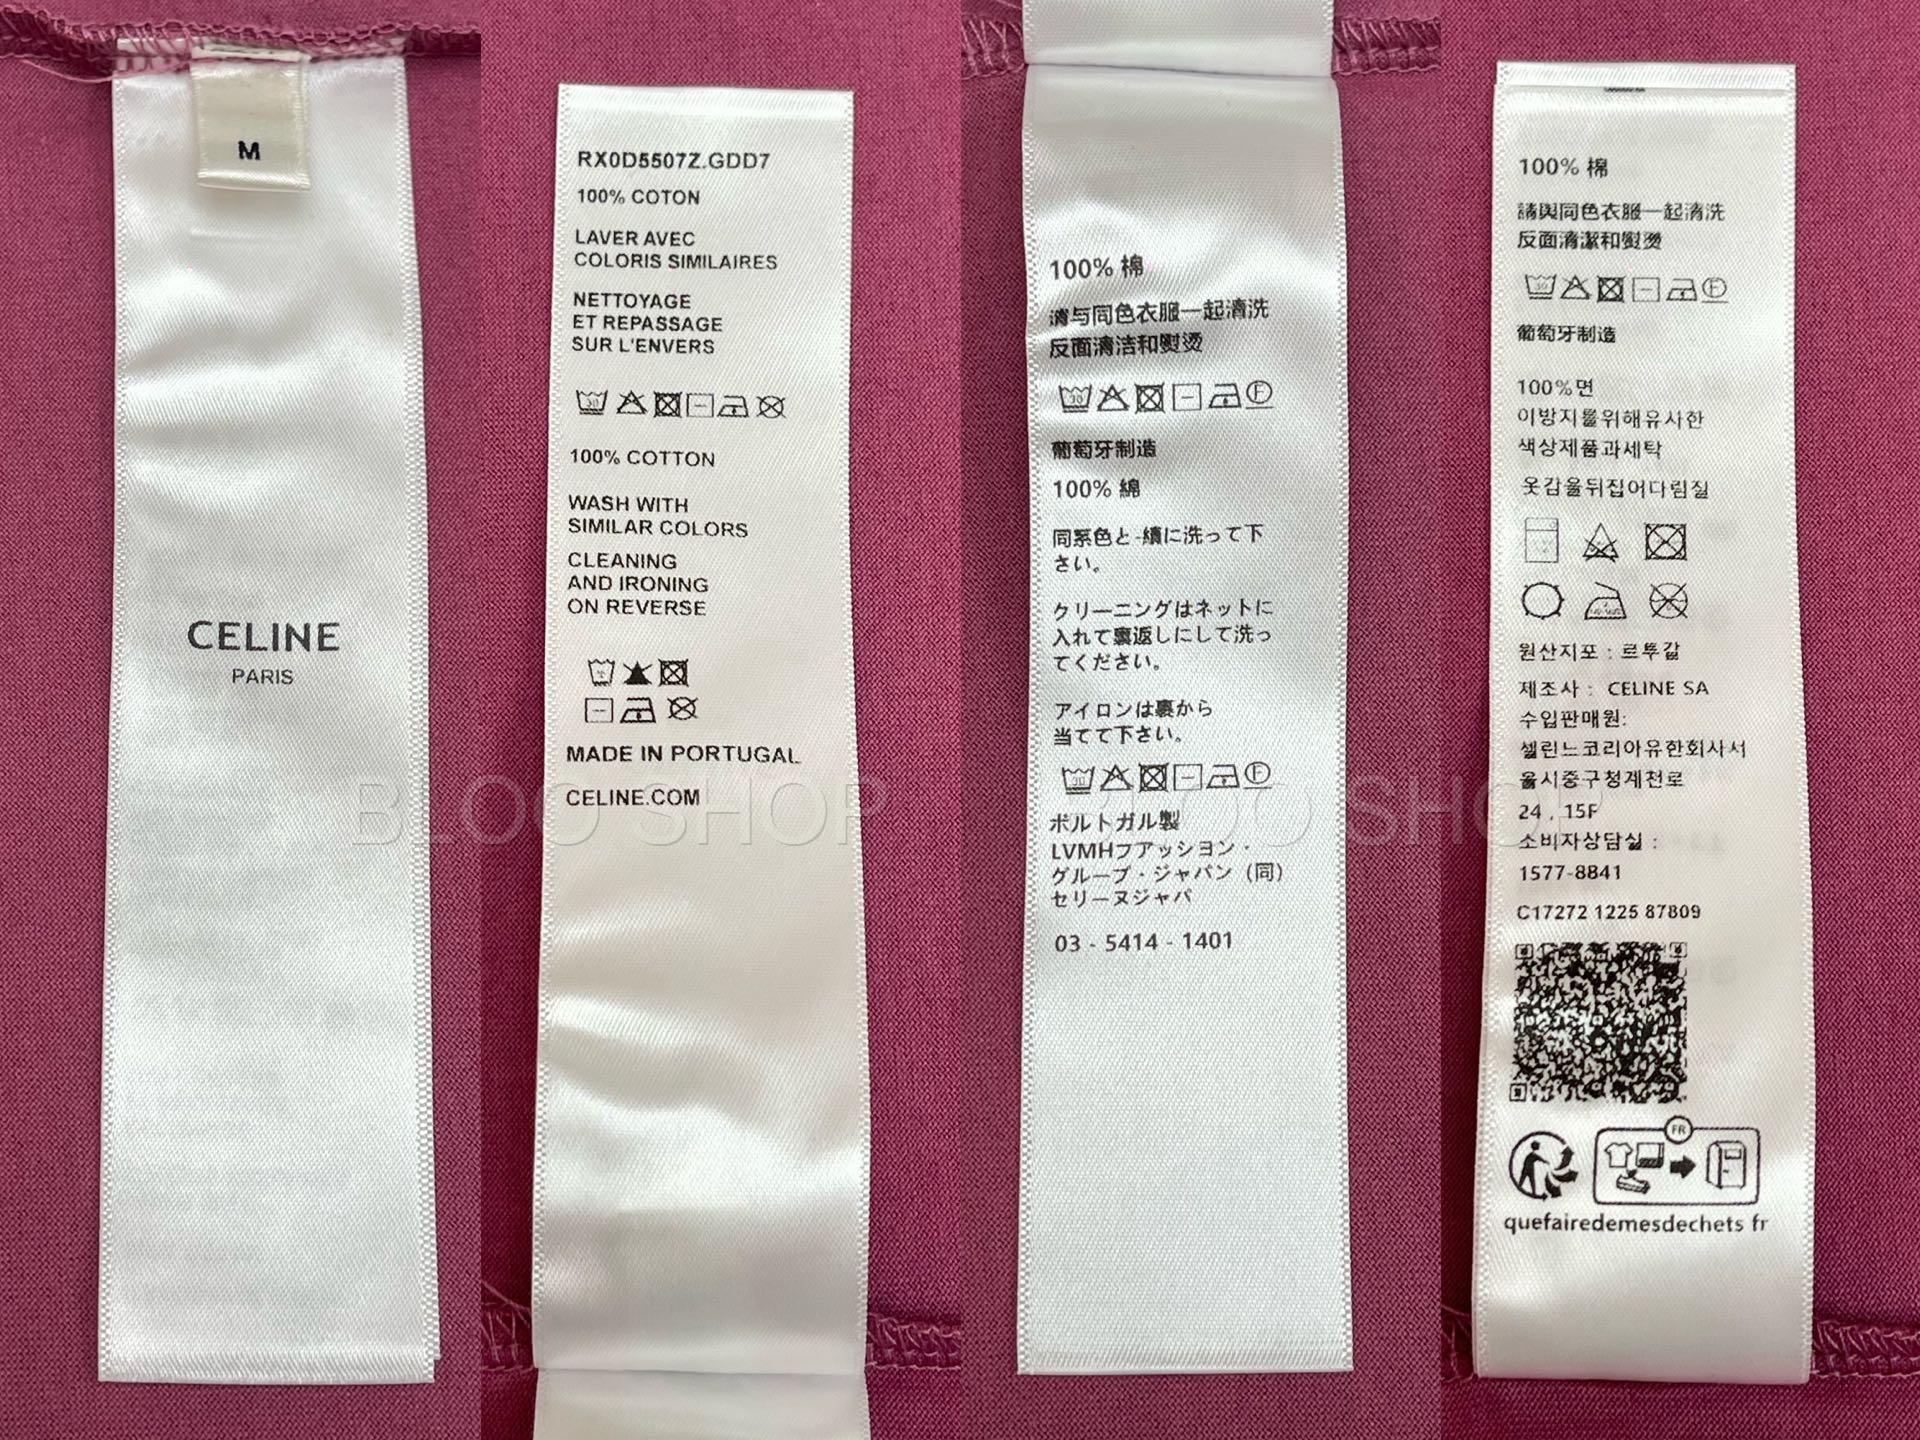 M
CELINE
PARIS
RX0D5507Z.GDD7
100% COTON
LAVER AVEC
COLORIS SIMILAIRES
NETTOYAGE
ET REPASSAGE
SUR L'ENVERS
100% COTTON
WASH WITH
SIMILAR COLORS
CLEANING
AND IRONING
ON REVERSE
MADE IN PORTUGAL
CELINE.COM
100% 棉
请与同色衣服一起清洗
反面清洁和熨烫
葡萄牙制造
100% 綿
同系色と-績に洗って下
さい。
クリーニングはネットに
入れて裏返しにして洗っ
てください。
アイロンは裏から
当てて下さい。
ポルトガル製
LVMHフアッション・
グループ・ジャパン (同)
セリーヌジャパ
03 - 5414 - 1401
100% 棉
請與同色衣服一起清洗
反面清潔和熨燙
葡萄牙制造
100%면
이방지를위해유사한
색상제품과세탁
옷감울뒤집어다림질
원산지포 : 르투갈
제조사 : CELINE SA
수입판매원:
셀린느코리아유한회사서
울시중구청계천로
24 , 15F
소비자상담실 :
1577-8841
C17272 1225 87809
FR
quefairedemesdechets fr
BLOO SHOP
BLOO SHOP